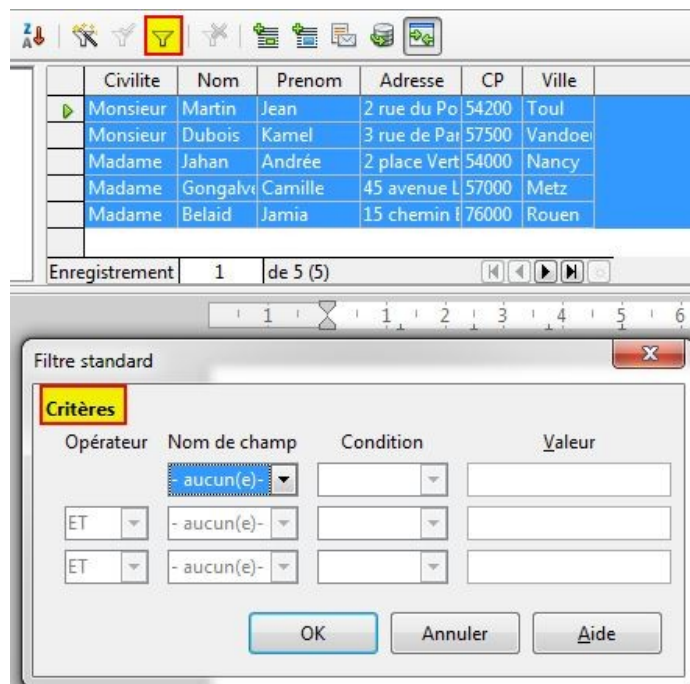 Z
A
Civilite Nom Prenom Adresse CP Ville
Monsieur Martin Jean 2 rue du Po 54200 Toul
Monsieur Dubois Kamel 3 rue de Par 57500 Vandoe
Madame Jahan Andrée 2 place Vert 54000 Nancy
Madame Gongalve Camille 45 avenue L 57000 Metz
Madame Belaid Jamia 15 chemin 76000 Rouen
Enregistrement 1 de 5 (5)
1 1 2 3 4 5 6
Filtre standard
Critères
Opérateur Nom de champ Condition Valeur
- aucun(e)-
ET - aucun(e)-
ET - aucun(e)-
OK Annuler Aide